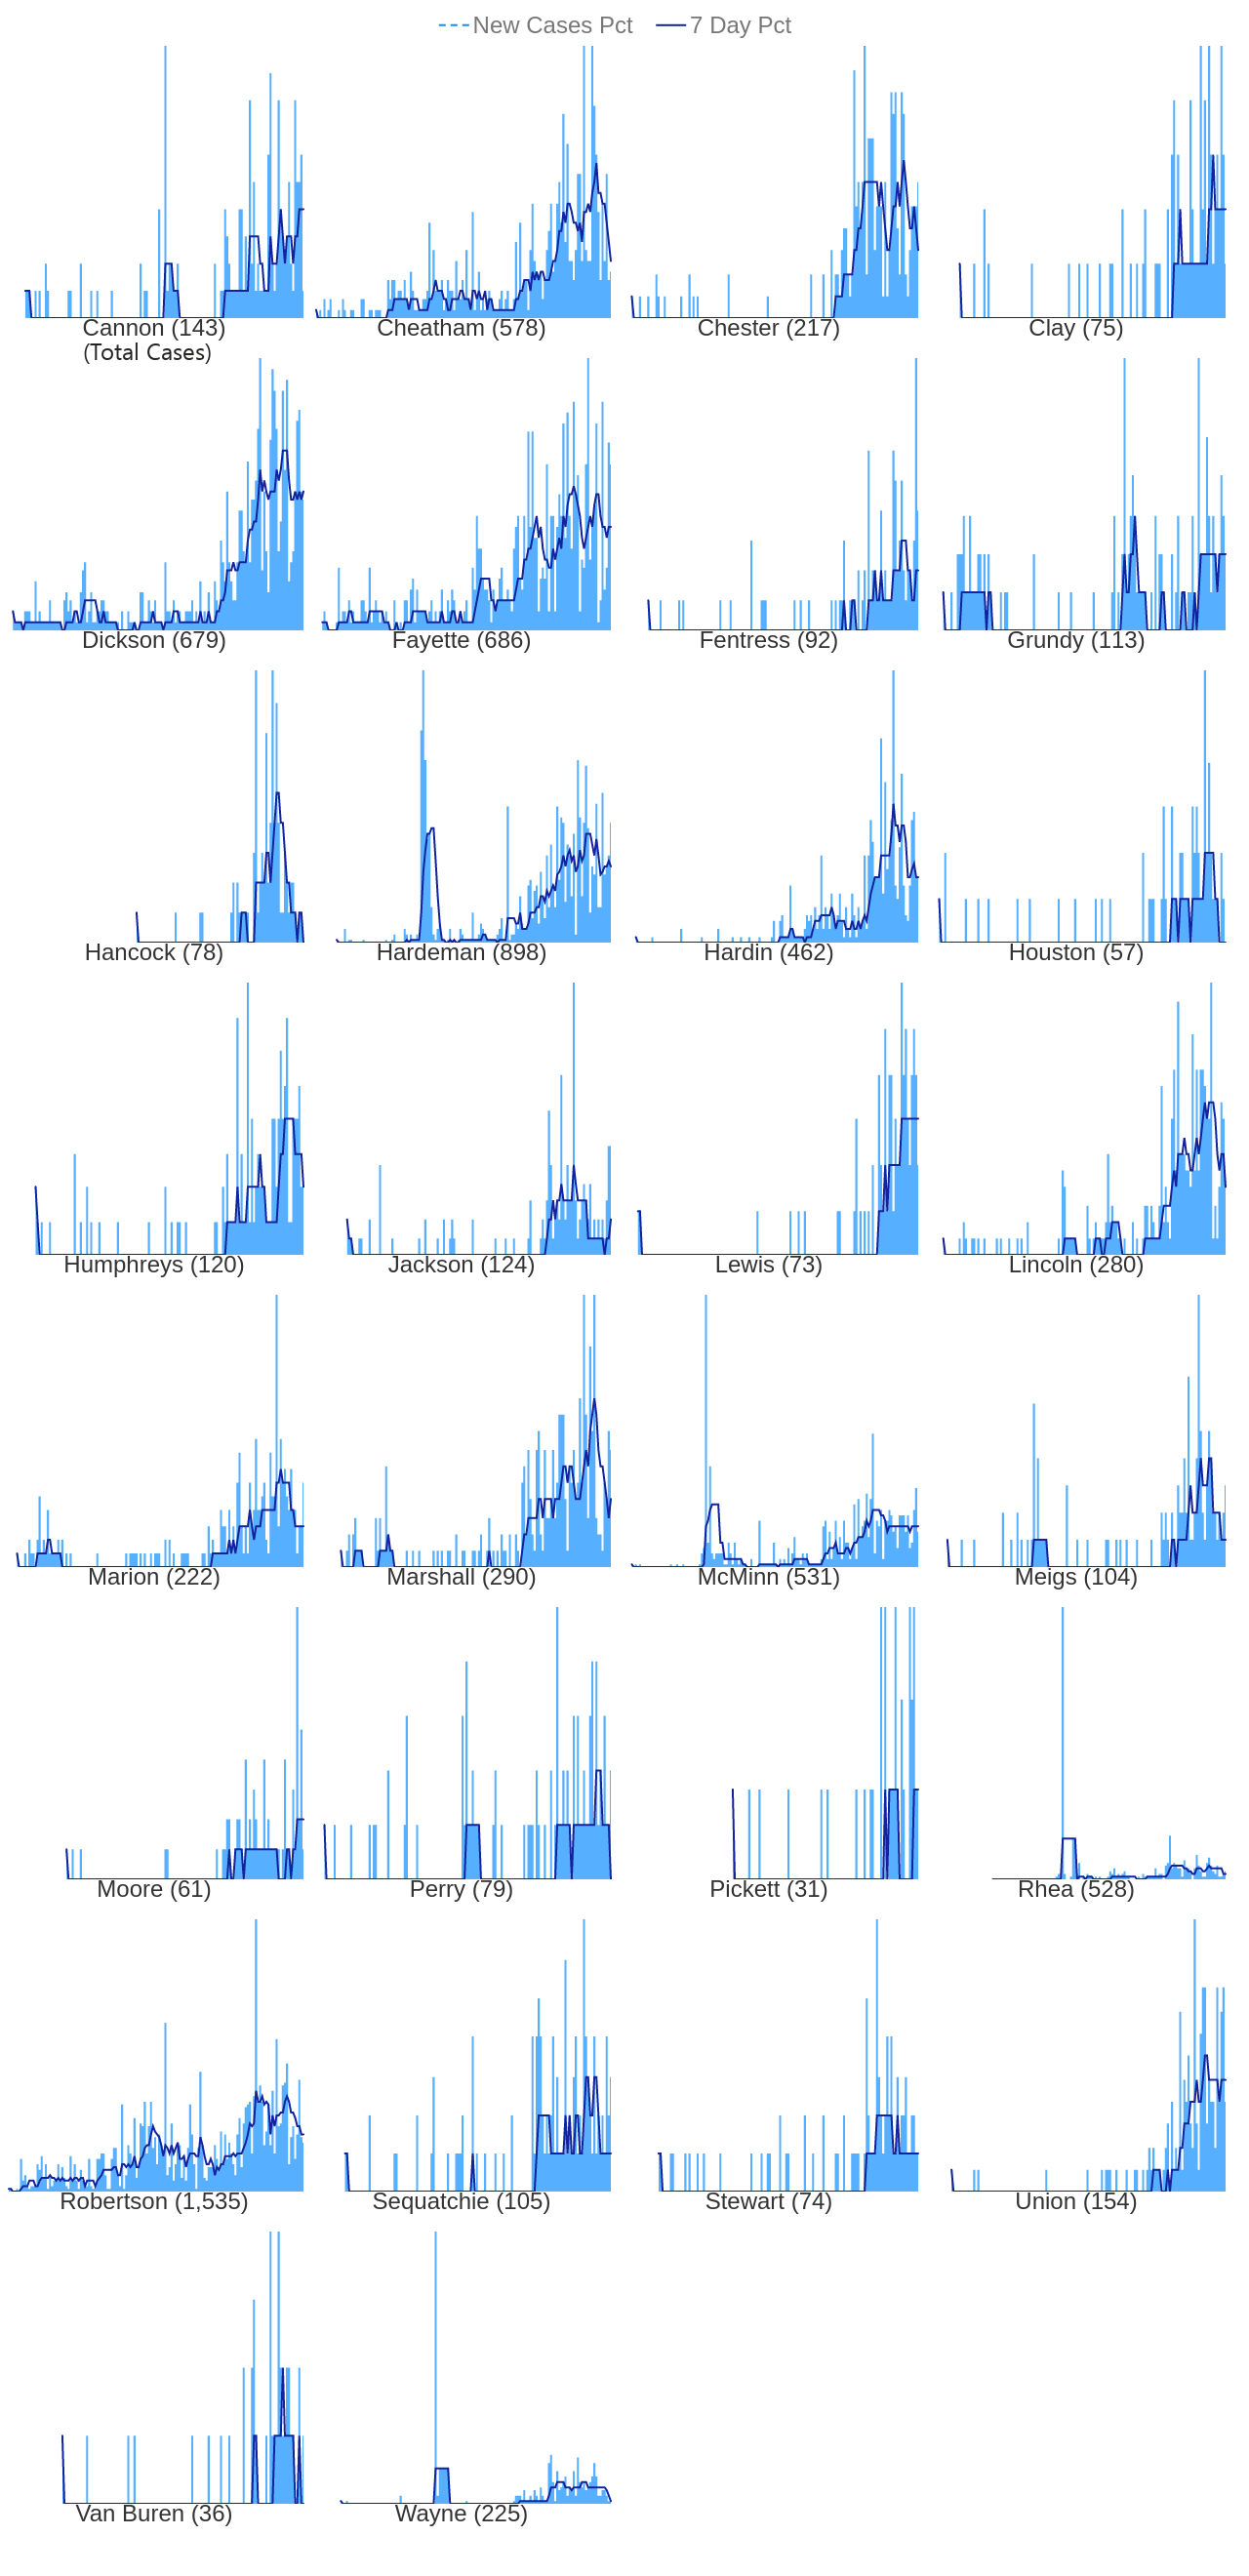 New Cases Pct 7 Day Pct
Cannon (143) Cheatham (578) Chester (217) Clay (75)
(Total Cases)
Dickson (679) Fayette (686) Fentress (92) Grundy (113)
Hancock (78) Hardeman (898) Hardin (462) Houston (57)
Humphreys (120) Jackson (124) Lewis (73) Lincoln (280)
Marion (222) Marshall (290) McMinn (531) Meigs (104)
Moore (61) Perry (79) Pickett (31) Rhea (528)
Robertson (1,535) Sequatchie (105) Stewart (74) Union (154)
Van Buren (36) Wayne (225)